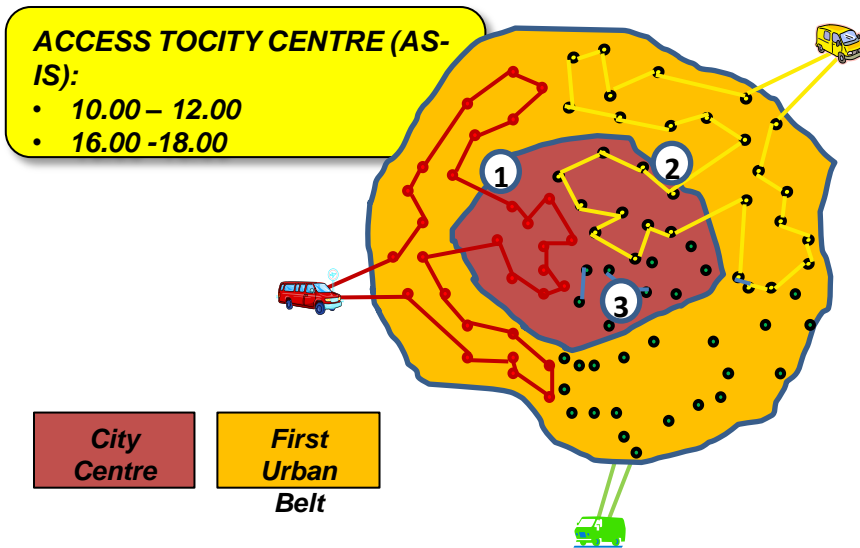 ACCESS TOCITY CENTRE (AS-
IS):
• 10.00 – 12.00
• 16.00 -18.00
1
2
3
City
Centre
First
Urban
Belt